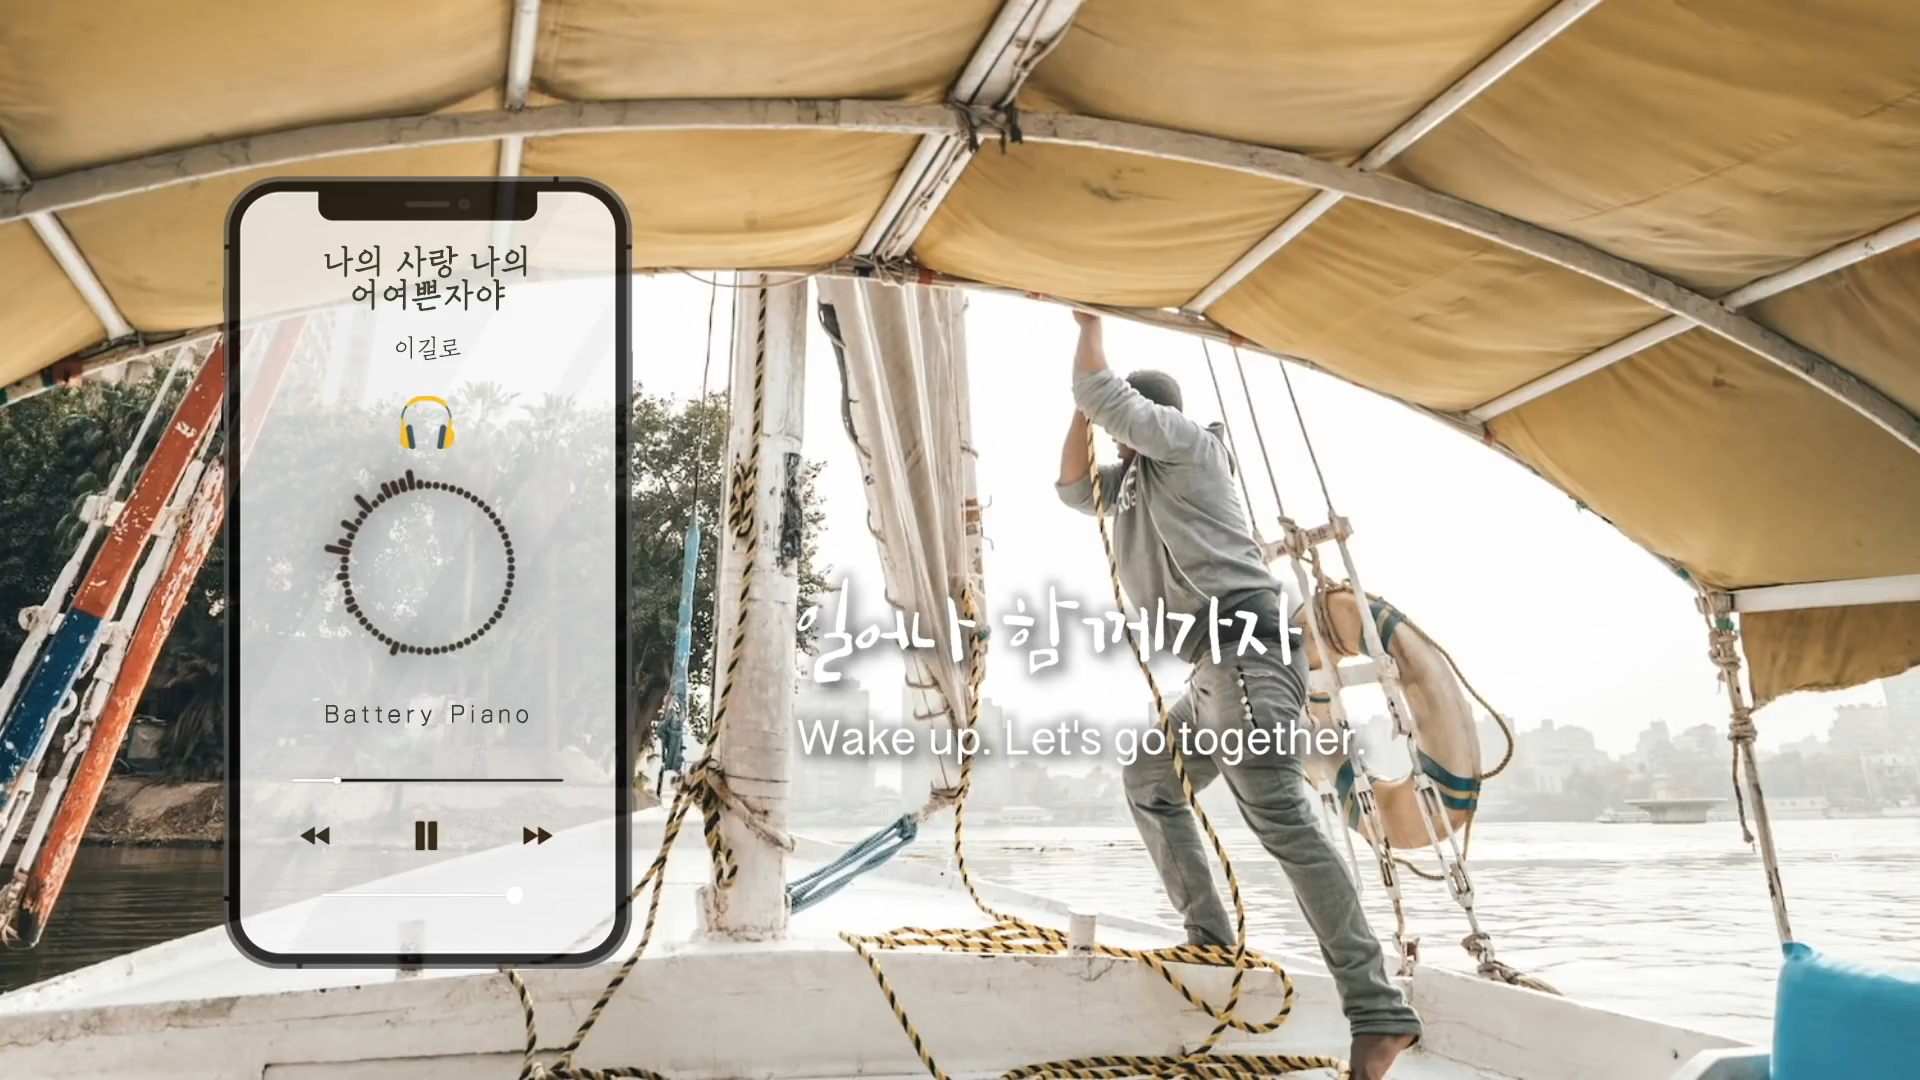 나의 사랑 나의
어여쁜자야
이길로
Battery Piano
일어나 함께가자
Wake up. Let's go together.